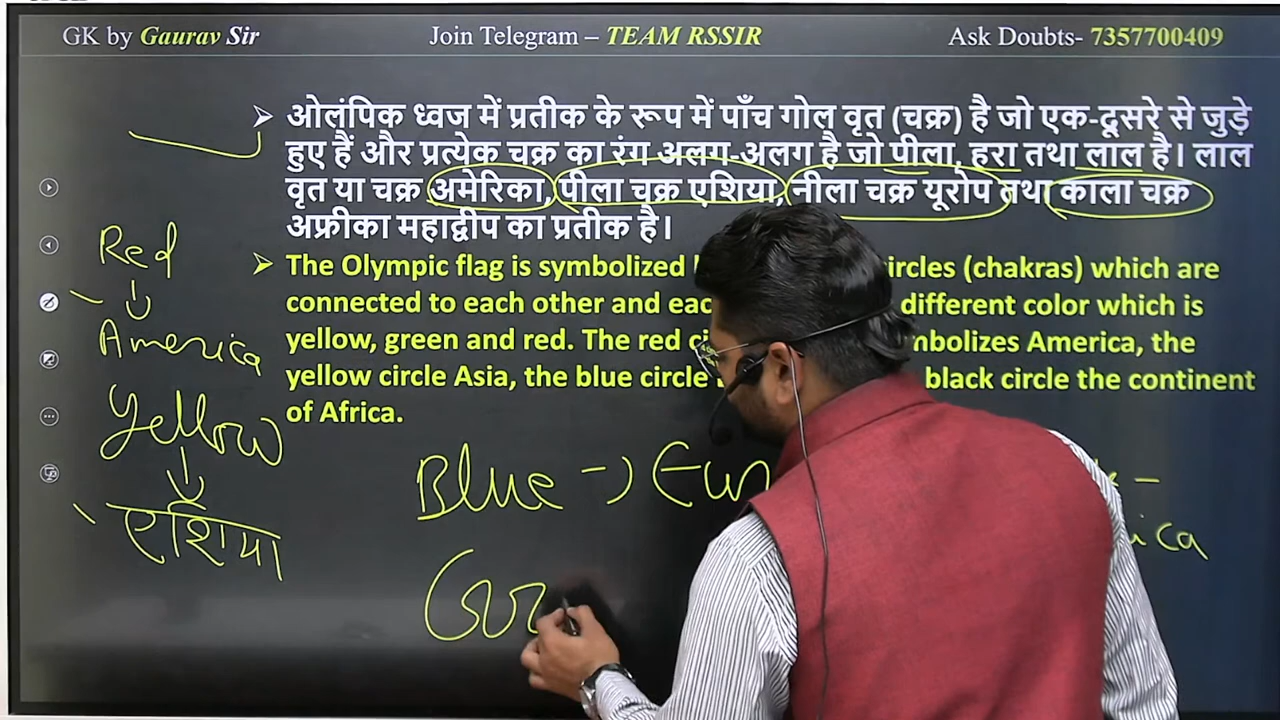 GK by Gaurav Sir
Join Telegram – TEAM RSSIR
Ask Doubts- 7357700409
➢ ओलंपिक ध्वज में प्रतीक के रूप में पाँच गोल वृत (चक्र) है जो एक-दूसरे से जुड़े
हुए हैं और प्रत्येक चक्र का रंग अलग-अलग है जो पीला, हरा तथा लाल है। लाल
वृत या चक्र अमेरिका, पीला चक्र एशिया, नीला चक्र यूरोप तथा काला चक्र
अफ्रीका महाद्वीप का प्रतीक है।
➢ The Olympic flag is symbolized ircles (chakras) which are
connected to each other and eac different color which is
yellow, green and red. The red ci mbolizes America, the
yellow circle Asia, the blue circle black circle the continent
of Africa.
Red
America
Yellow
एशिया
Blue → Eur
ica